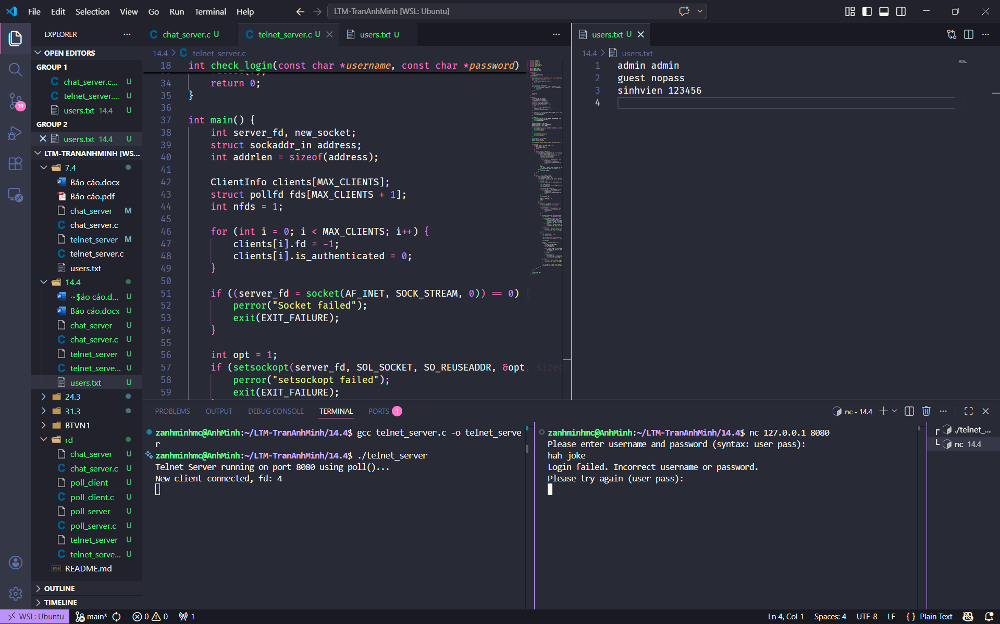 File Edit Selection View Go Run Terminal Help
LTM-TranAnhMinh [WSL: Ubuntu]
EXPLORER
OPEN EDITORS
GROUP 1
chat_server.c... U
telnet_server.... U
users.txt 14.4 U
GROUP 2
users.txt 14.4 U
LTM-TRANANHMINH [WS...
7.4
Báo cáo.docx
Báo cáo.pdf
chat_server M
chat_server.c
telnet_server M
telnet_server.c
users.txt
14.4
~$áo cáo.d... U
Báo cáo.docx U
chat_server U
chat_server.c U
telnet_server U
telnet_serve... U
users.txt U
24.3
31.3
BTVN1
rd
chat_server U
chat_server.c U
poll_client U
poll_client.c U
poll_server U
poll_server.c U
telnet_server U
telnet_serve... U
README.md
OUTLINE
TIMELINE
19
chat_server.c U
telnet_server.c U
users.txt U
14.4 > telnet_server.c
18 int check_login(const char *username, const char *password)
34 return 0;
35 }
36
37 int main() {
38 int server_fd, new_socket;
39 struct sockaddr_in address;
40 int addrlen = sizeof(address);
41
42 ClientInfo clients[MAX_CLIENTS];
43 struct pollfd fds[MAX_CLIENTS + 1];
44 int nfds = 1;
45
46 for (int i = 0; i < MAX_CLIENTS; i++) {
47 clients[i].fd = -1;
48 clients[i].is_authenticated = 0;
49 }
50
51 if ((server_fd = socket(AF_INET, SOCK_STREAM, 0)) == 0) {
52 perror("Socket failed");
53 exit(EXIT_FAILURE);
54 }
55
56 int opt = 1;
57 if (setsockopt(server_fd, SOL_SOCKET, SO_REUSEADDR, &opt, sizeo
58 perror("setsockopt failed");
59 exit(EXIT_FAILURE);
users.txt U
14.4 > users.txt
1 admin admin
2 guest nopass
3 sinhvien 123456
4
PROBLEMS OUTPUT DEBUG CONSOLE TERMINAL PORTS 1
nc - 14.4
zanhminhmc@AnhMinh:~/LTM-TranAnhMinh/14.4$ gcc telnet_server.c -o telnet_serve
r
zanhminhmc@AnhMinh:~/LTM-TranAnhMinh/14.4$ ./telnet_server
Telnet Server running on port 8080 using poll()...
New client connected, fd: 4
zanhminhmc@AnhMinh:~/LTM-TranAnhMinh/14.4$ nc 127.0.0.1 8080
Please enter username and password (syntax: user pass):
hah joke
Login failed. Incorrect username or password.
Please try again (user pass):
./telnet_...
nc 14.4
WSL: Ubuntu main* 0 0 1
Ln 4, Col 1 Spaces: 4 UTF-8 LF { } Plain Text